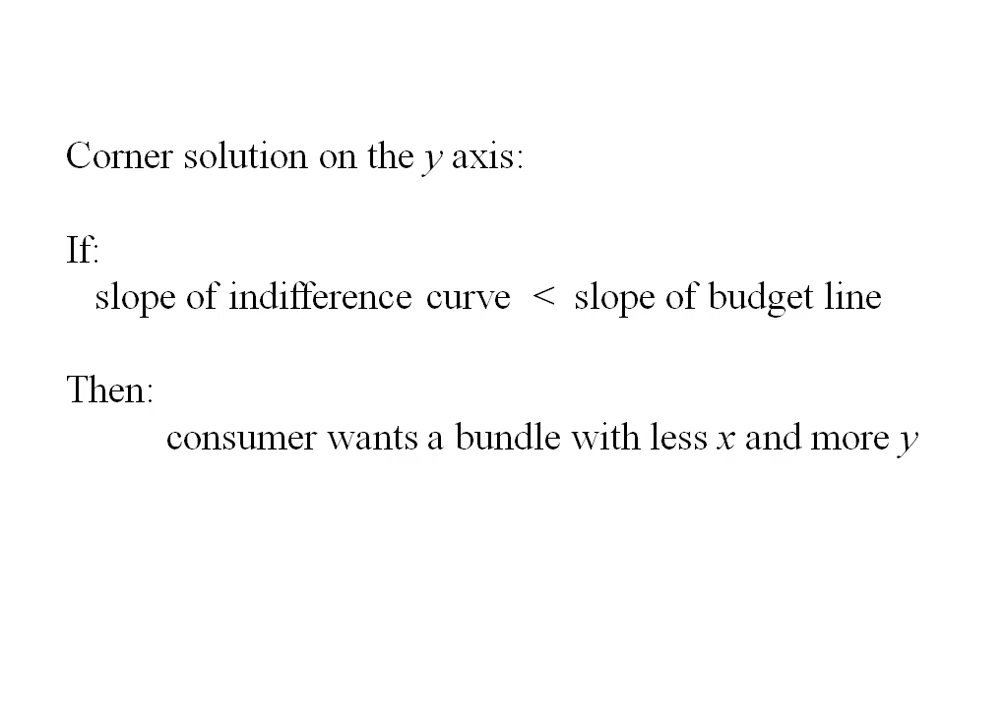 Corner solution on the y axis:
If:
slope of indifference curve < slope of budget line
Then:
consumer wants a bundle with less x and more y